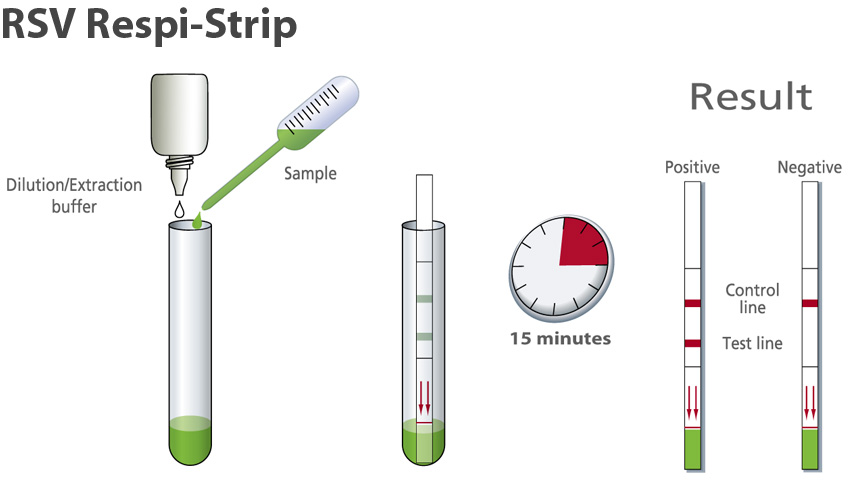 RSV Respi-Strip
Dilution/Extraction
buffer
Sample
15 minutes
Result
Positive
Negative
Control
line
Test line